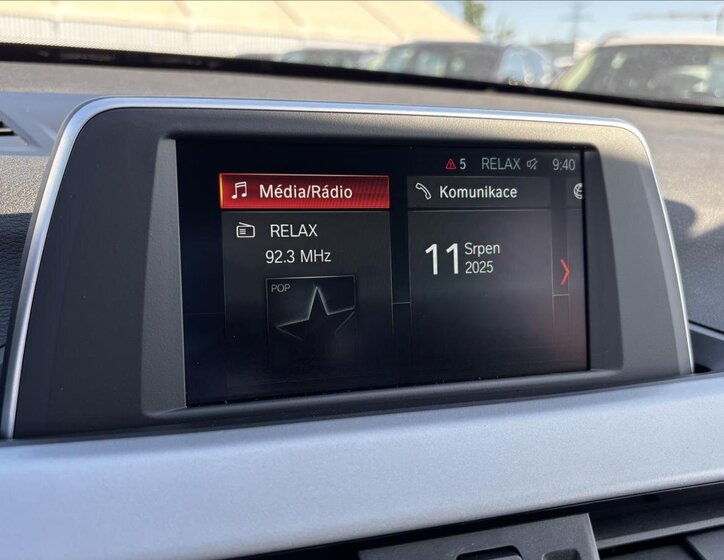 5 RELAX 9:40
Média/Rádio
Komunikace
RELAX
92.3 MHz
POP
11 Srpen
2025